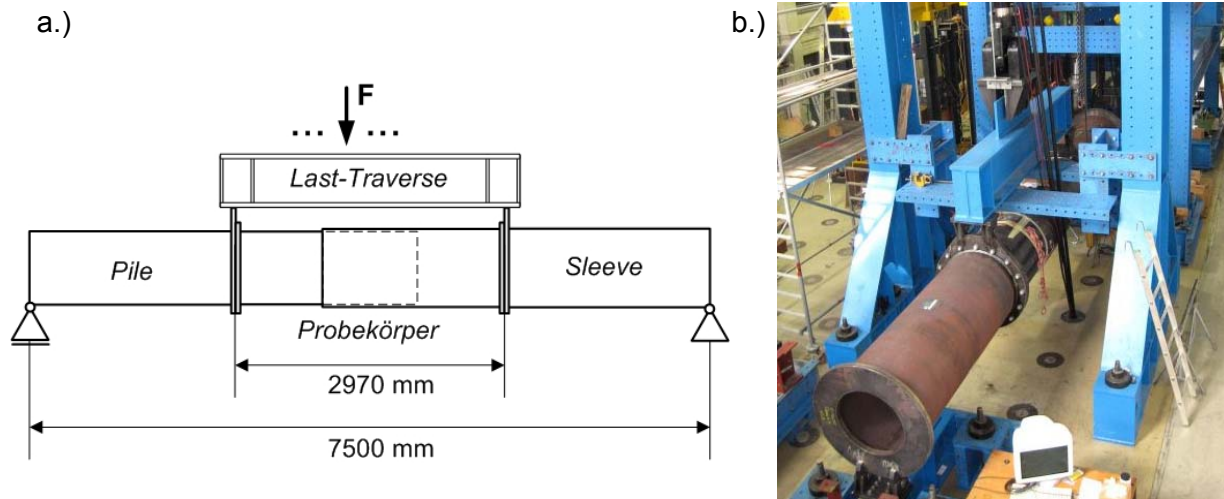 a.)
b.)
F
... ...
Last-Traverse
Pile
Sleeve
Probekörper
2970 mm
7500 mm